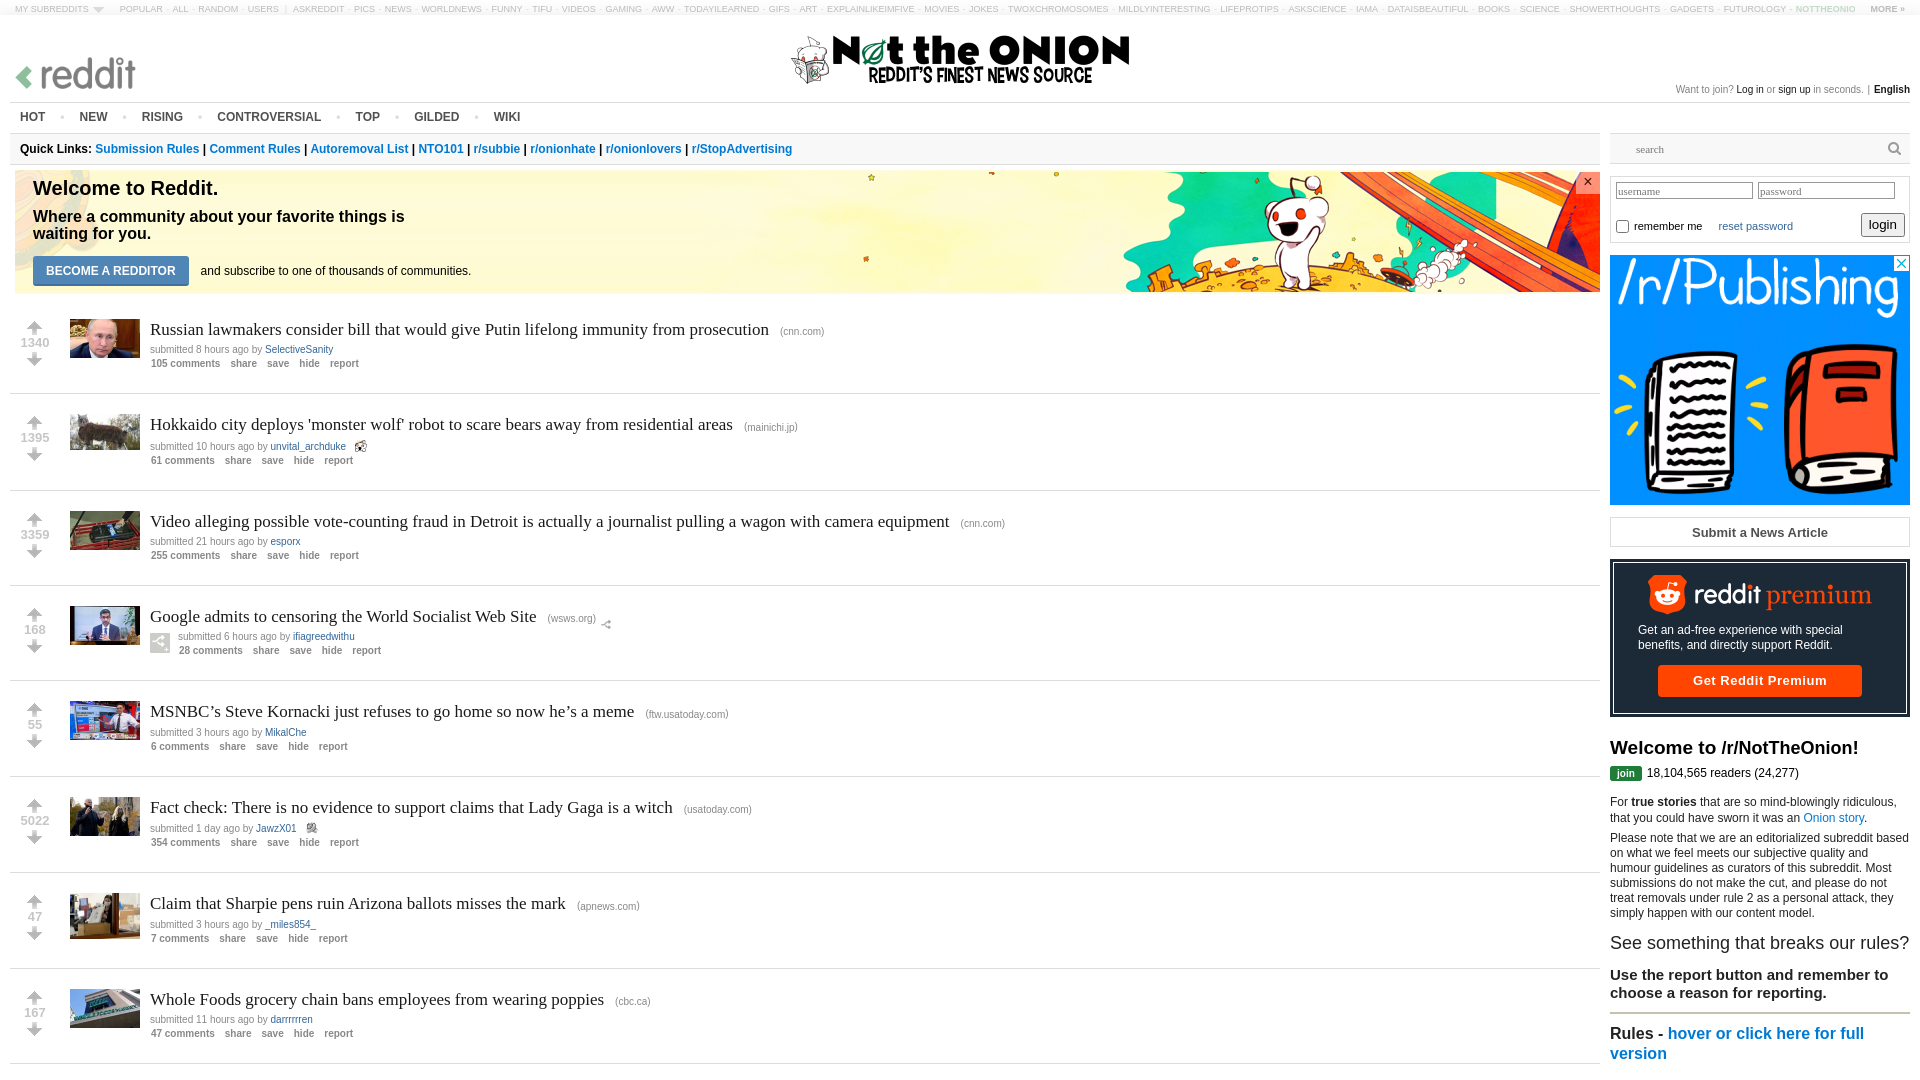 MY SUBREDDITS POPULAR - ALL - RANDOM - USERS | ASKREDDIT - PICS - NEWS - WORLDNEWS - FUNNY - TIFU - VIDEOS - GAMING - AWW - TODAYILEARNED - GIFS - ART - EXPLAINLIKEIMFIVE - MOVIES - JOKES - TWOXCHROMOSOMES - MILDLYINTERESTING - LIFEPROTIPS - ASKSCIENCE - IAMA - DATAISBEAUTIFUL - BOOKS - SCIENCE - SHOWERTHOUGHTS - GADGETS - FUTUROLOGY - NOTTHEONION MORE »
reddit
Not the ONION
REDDIT'S FINEST NEWS SOURCE
Want to join? Log in or sign up in seconds. | English
HOT • NEW • RISING • CONTROVERSIAL • TOP • GILDED • WIKI
Quick Links: Submission Rules | Comment Rules | Autoremoval List | NTO101 | r/subbie | r/onionhate | r/onionlovers | r/StopAdvertising
Welcome to Reddit.
Where a community about your favorite things is
waiting for you.
BECOME A REDDITOR and subscribe to one of thousands of communities.
×
1340
Russian lawmakers consider bill that would give Putin lifelong immunity from prosecution (cnn.com)
submitted 8 hours ago by SelectiveSanity
105 comments share save hide report
1395
Hokkaido city deploys 'monster wolf' robot to scare bears away from residential areas (mainichi.jp)
submitted 10 hours ago by unvital_archduke
61 comments share save hide report
3359
Video alleging possible vote-counting fraud in Detroit is actually a journalist pulling a wagon with camera equipment (cnn.com)
submitted 21 hours ago by esporx
255 comments share save hide report
168
Google admits to censoring the World Socialist Web Site (wsws.org)
submitted 6 hours ago by ifiagreedwithu
28 comments share save hide report
55
MSNBC’s Steve Kornacki just refuses to go home so now he’s a meme (ftw.usatoday.com)
submitted 3 hours ago by MikalChe
6 comments share save hide report
5022
Fact check: There is no evidence to support claims that Lady Gaga is a witch (usatoday.com)
submitted 1 day ago by JawzX01
354 comments share save hide report
47
Claim that Sharpie pens ruin Arizona ballots misses the mark (apnews.com)
submitted 3 hours ago by _miles854_
7 comments share save hide report
167
Whole Foods grocery chain bans employees from wearing poppies (cbc.ca)
submitted 11 hours ago by darrrrrren
47 comments share save hide report
search
username password
remember me reset password login
/r/Publishing
Submit a News Article
reddit premium
Get an ad-free experience with special
benefits, and directly support Reddit.
Get Reddit Premium
Welcome to /r/NotTheOnion!
join 18,104,565 readers (24,277)
For true stories that are so mind-blowingly ridiculous,
that you could have sworn it was an Onion story.
Please note that we are an editorialized subreddit based
on what we feel meets our subjective quality and
humour guidelines as curators of this subreddit. Most
submissions do not make the cut, and please do not
treat removals under rule 2 as a personal attack, they
simply happen with our content model.
See something that breaks our rules?
Use the report button and remember to
choose a reason for reporting.
Rules - hover or click here for full
version